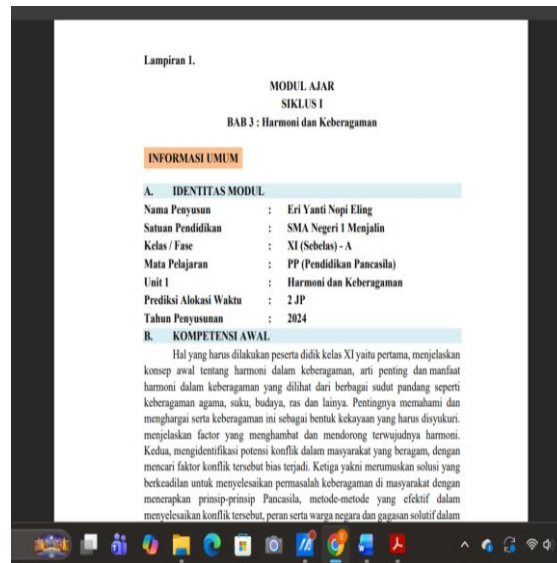 Lampiran 1.
MODUL AJAR
SIKLUS I
BAB 3 : Harmoni dan Keberagaman
INFORMASI UMUM
A. IDENTITAS MODUL
Nama Penyusun : Eri Yanti Nopi Eling
Satuan Pendidikan : SMA Negeri 1 Menjalin
Kelas / Fase : XI (Sebelas) - A
Mata Pelajaran : PP (Pendidikan Pancasila)
Unit 1 : Harmoni dan Keberagaman
Prediksi Alokasi Waktu : 2 JP
Tahun Penyusunan : 2024
B. KOMPETENSI AWAL
Hal yang harus dilakukan peserta didik kelas XI yaitu pertama, menjelaskan
konsep awal tentang harmoni dalam keberagaman, arti penting dan manfaat
harmoni dalam keberagaman yang dilihat dari berbagai sudut pandang seperti
keberagaman agama, suku, budaya, ras dan lainya. Pentingnya memahami dan
menghargai serta keberagaman ini sebagai bentuk kekayaan yang harus disyukuri.
menjelaskan factor yang menghambat dan mendorong terwujudnya harmoni.
Kedua, mengidentifikasi potensi konflik dalam masyarakat yang beragam, dengan
mencari faktor konflik tersebut bias terjadi. Ketiga yakni merumuskan solusi yang
berkeadilan untuk menyelesaikan permasalah keberagaman di masyarakat dengan
menerapkan prinsip-prinsip Pancasila, metode-metode yang efektif dalam
menyelesaikan konflik tersebut, peran serta warga negara dan gagasan solutif dalam